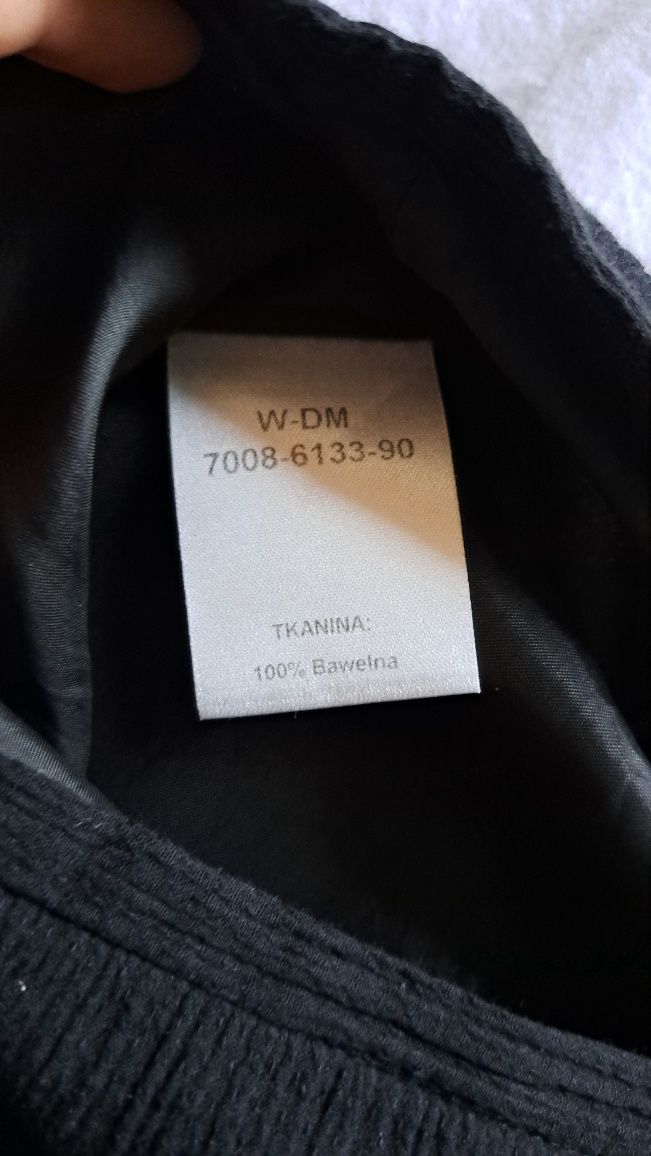 W-DM
7008-6133-90
TKANINA:
100% Bawełna